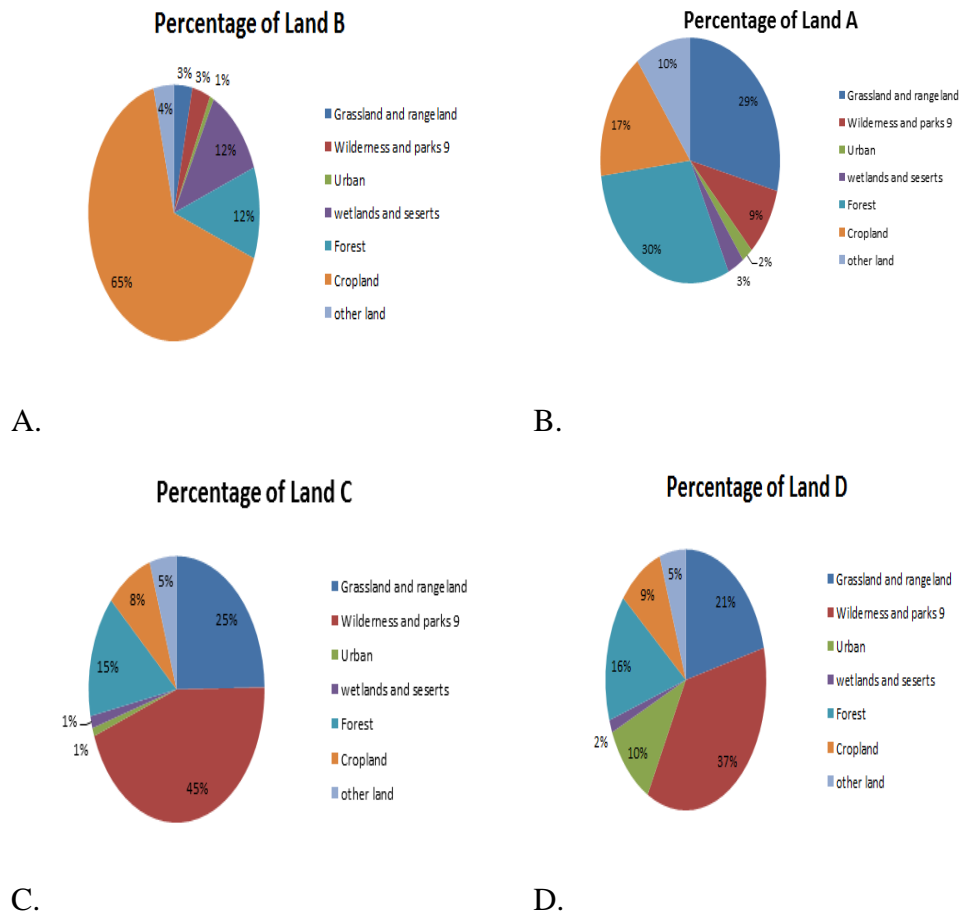 Percentage of Land B
3% 3% 1%
4%
12%
12%
65%
Grassland and rangeland
Wilderness and parks 9
Urban
wetlands and seserts
Forest
Cropland
other land
A.
Percentage of Land A
10%
29%
17%
9%
30%
2%
3%
Grassland and rangeland
Wilderness and parks 9
Urban
wetlands and seserts
Forest
Cropland
other land
B.
Percentage of Land C
5%
8%
25%
15%
1%
1%
45%
Grassland and rangeland
Wilderness and parks 9
Urban
wetlands and seserts
Forest
Cropland
other land
C.
Percentage of Land D
5%
9%
21%
16%
2%
10%
37%
Grassland and rangeland
Wilderness and parks 9
Urban
wetlands and seserts
Forest
Cropland
other land
D.